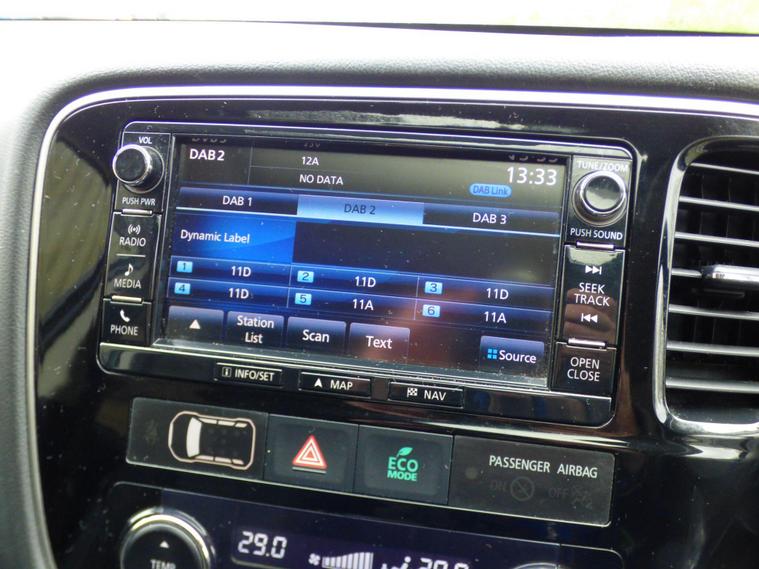 VOL
PUSH PWR
RADIO
MEDIA
PHONE
DAB2
12A
NO DATA
13:33
DAB Link
DAB 1
DAB 2
DAB 3
Dynamic Label
1 11D
2 11D
3 11D
4 11D
5 11A
6 11A
Station
List
Scan
Text
Source
TUNE/ZOOM
PUSH SOUND
SEEK
TRACK
OPEN
CLOSE
INFO/SET
MAP
NAV
ECO
MODE
PASSENGER AIRBAG
ON
OFF
TEMP
29.0